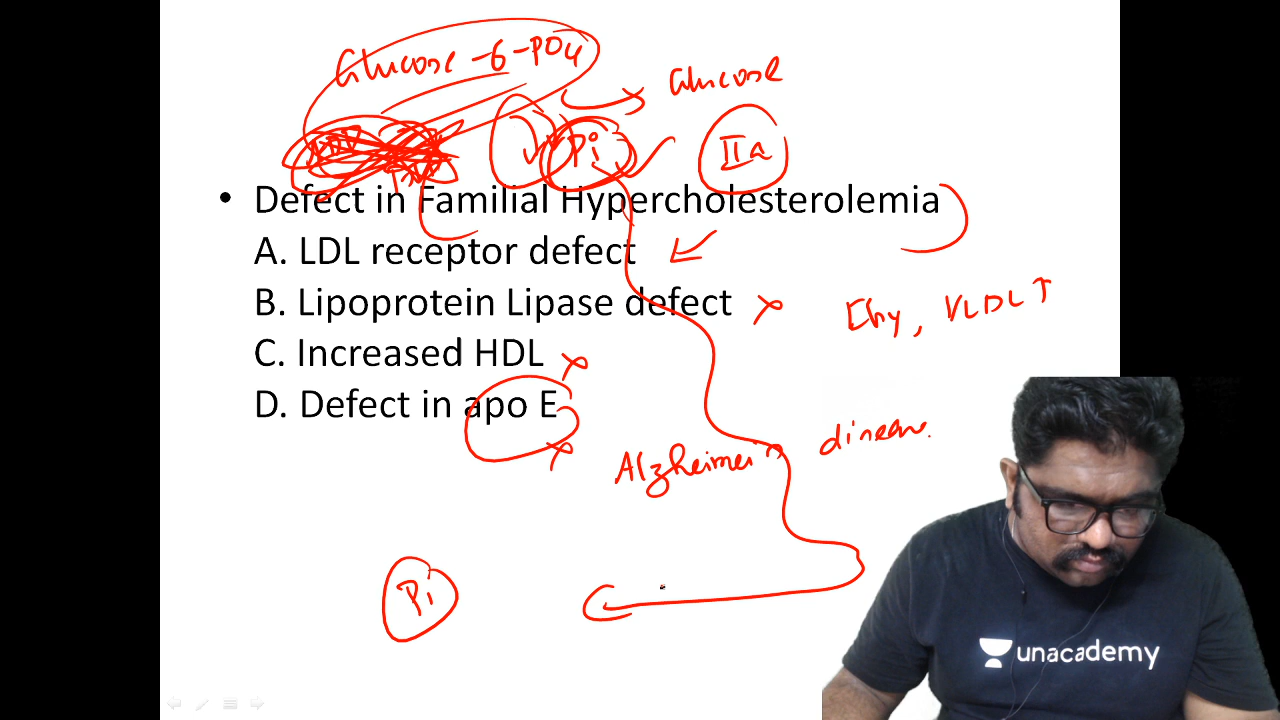 Glucose-6-PO4
Glucose
Pi
IIa
• Defect in Familial Hypercholesterolemia
A. LDL receptor defect
B. Lipoprotein Lipase defect
Chy, VLDL↑
C. Increased HDL
D. Defect in apo E
Alzheimer disease
Pi
unacademy